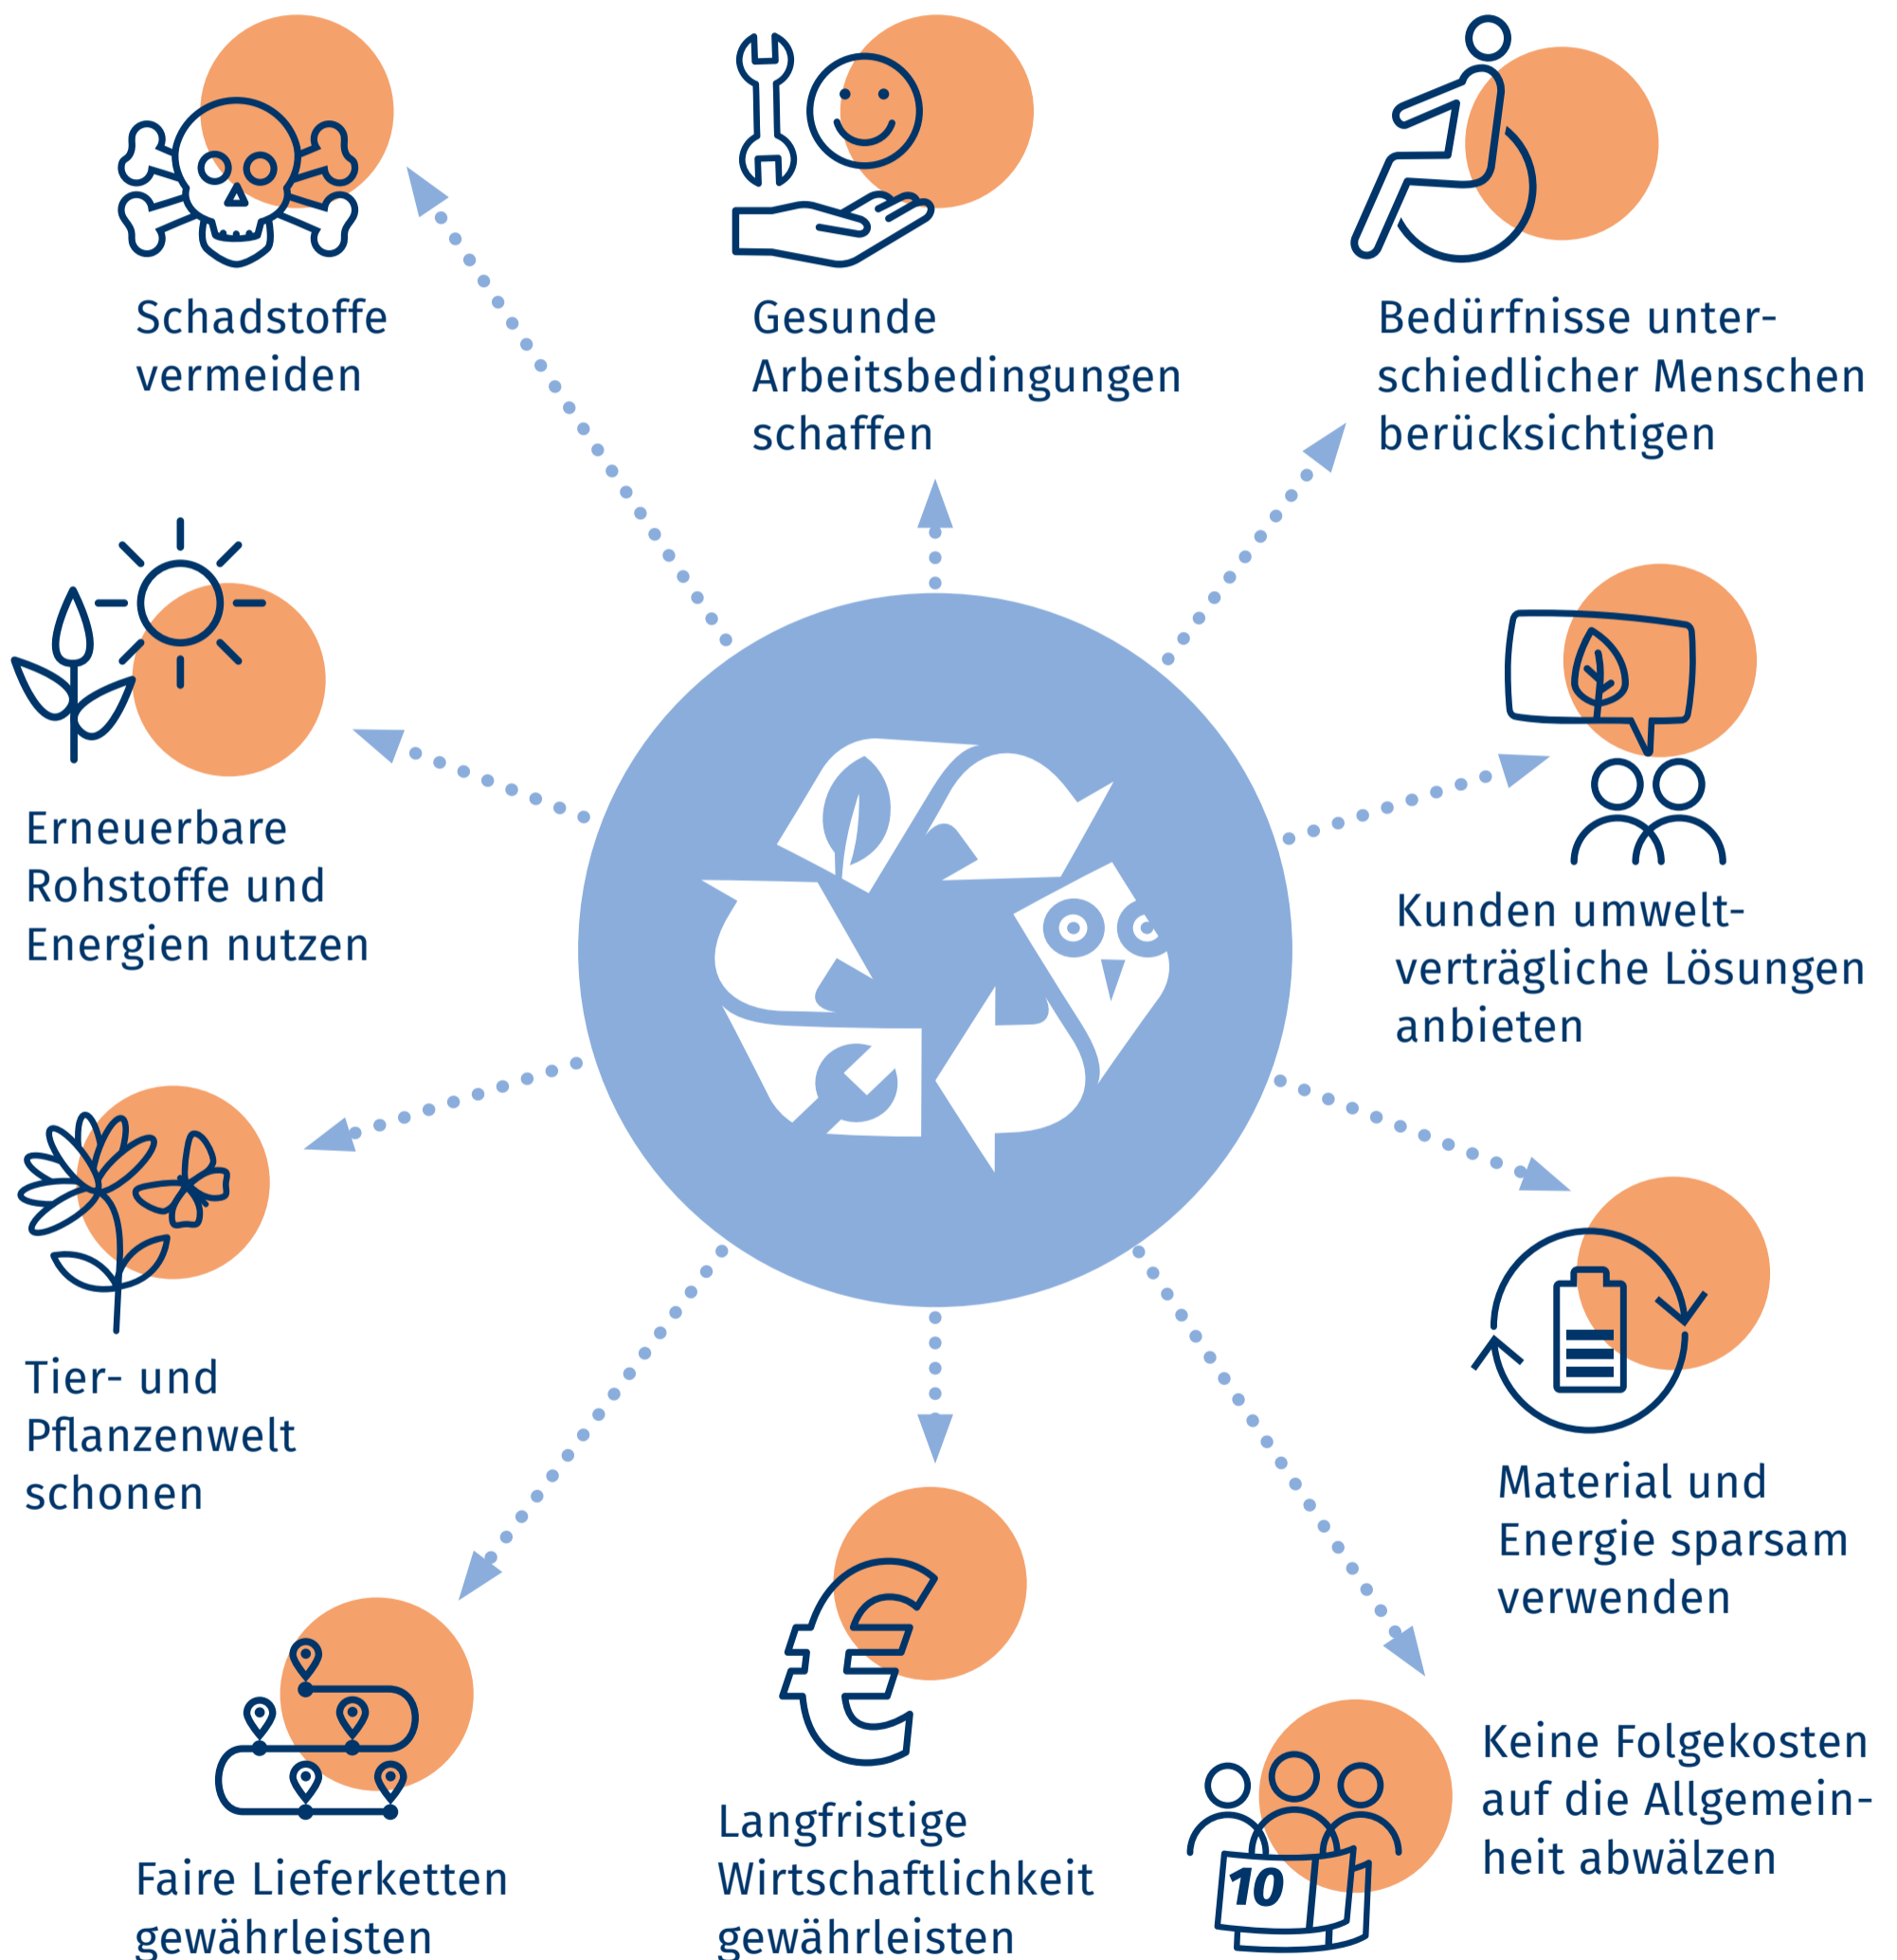 Schadstoffe
vermeiden
Gesunde
Arbeitsbedingungen
schaffen
Bedürfnisse unter-
schiedlicher Menschen
berücksichtigen
Erneuerbare
Rohstoffe und
Energien nutzen
Kunden umwelt-
verträgliche Lösungen
anbieten
Tier- und
Pflanzenwelt
schonen
Material und
Energie sparsam
verwenden
Faire Lieferketten
gewährleisten
Langfristige
Wirtschaftlichkeit
gewährleisten
10
Keine Folgekosten
auf die Allgemein-
heit abwälzen